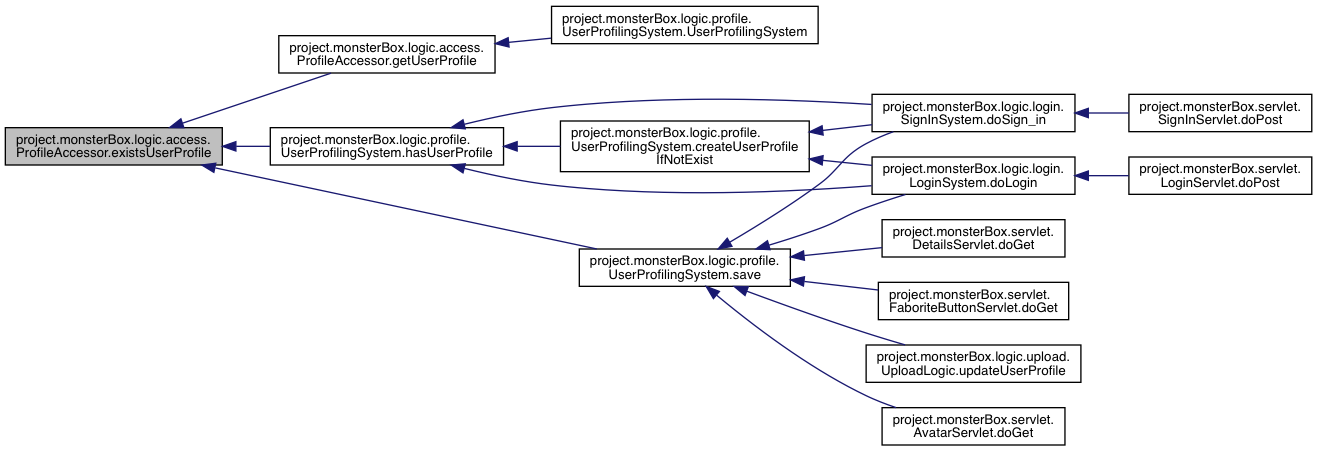 project.monsterBox.logic.profile.
UserProfilingSystem.UserProfilingSystem
project.monsterBox.logic.access.
ProfileAccessor.getUserProfile
project.monsterBox.logic.login.
SignInSystem.doSign_in
project.monsterBox.servlet.
SignInServlet.doPost
project.monsterBox.logic.access.
ProfileAccessor.existsUserProfile
project.monsterBox.logic.profile.
UserProfilingSystem.hasUserProfile
project.monsterBox.logic.profile.
UserProfilingSystem.createUserProfile
IfNotExist
project.monsterBox.logic.login.
LoginSystem.doLogin
project.monsterBox.servlet.
LoginServlet.doPost
project.monsterBox.servlet.
DetailsServlet.doGet
project.monsterBox.logic.profile.
UserProfilingSystem.save
project.monsterBox.servlet.
FaboriteButtonServlet.doGet
project.monsterBox.logic.upload.
UploadLogic.updateUserProfile
project.monsterBox.servlet.
AvatarServlet.doGet